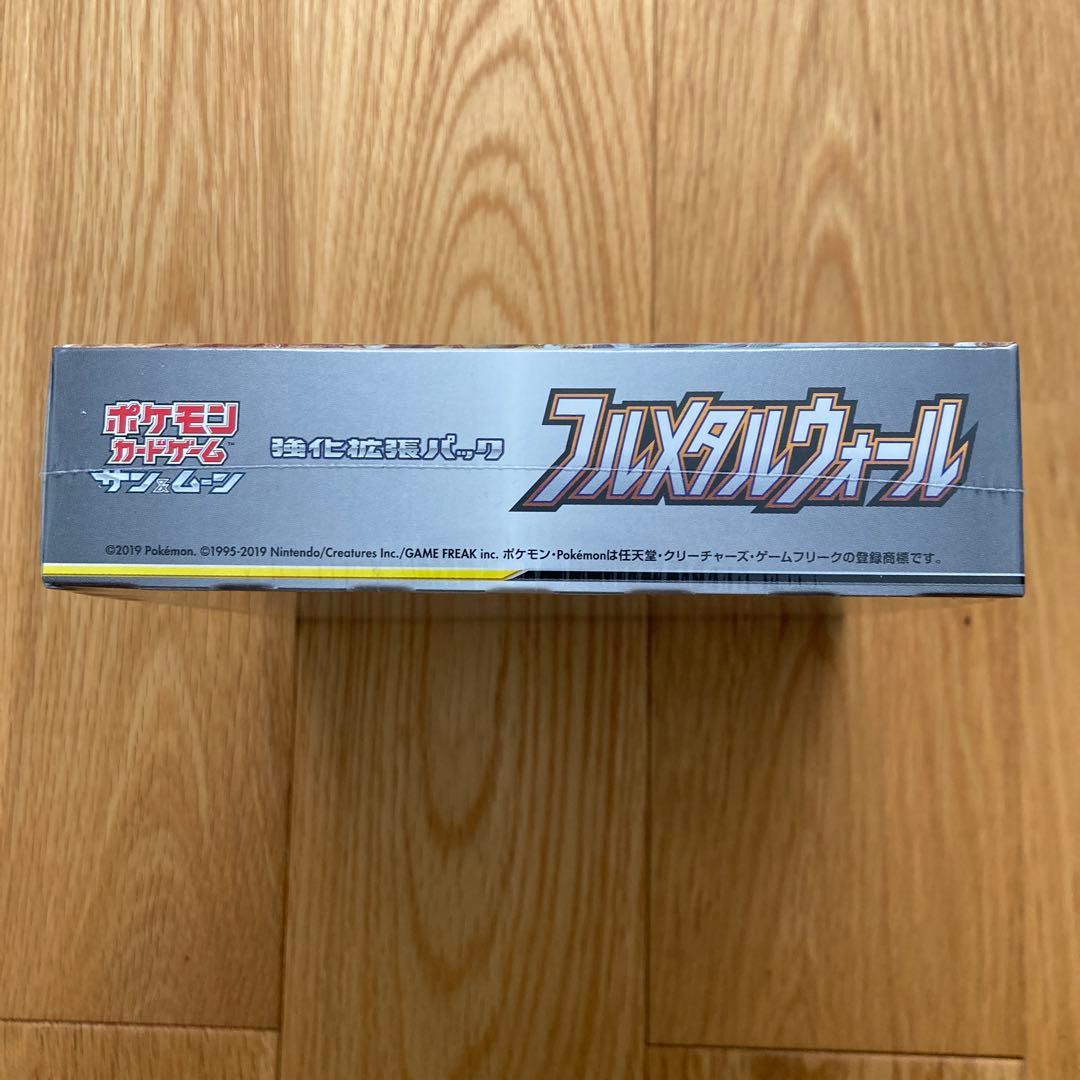 ポケモン
カードゲーム™
サン&ムーン
強化拡張パック
フルメタルウォール
©2019 Pokémon. ©1995-2019 Nintendo/Creatures Inc./GAME FREAK inc. ポケモン・Pokémonは任天堂・クリーチャーズ・ゲームフリークの登録商標です。